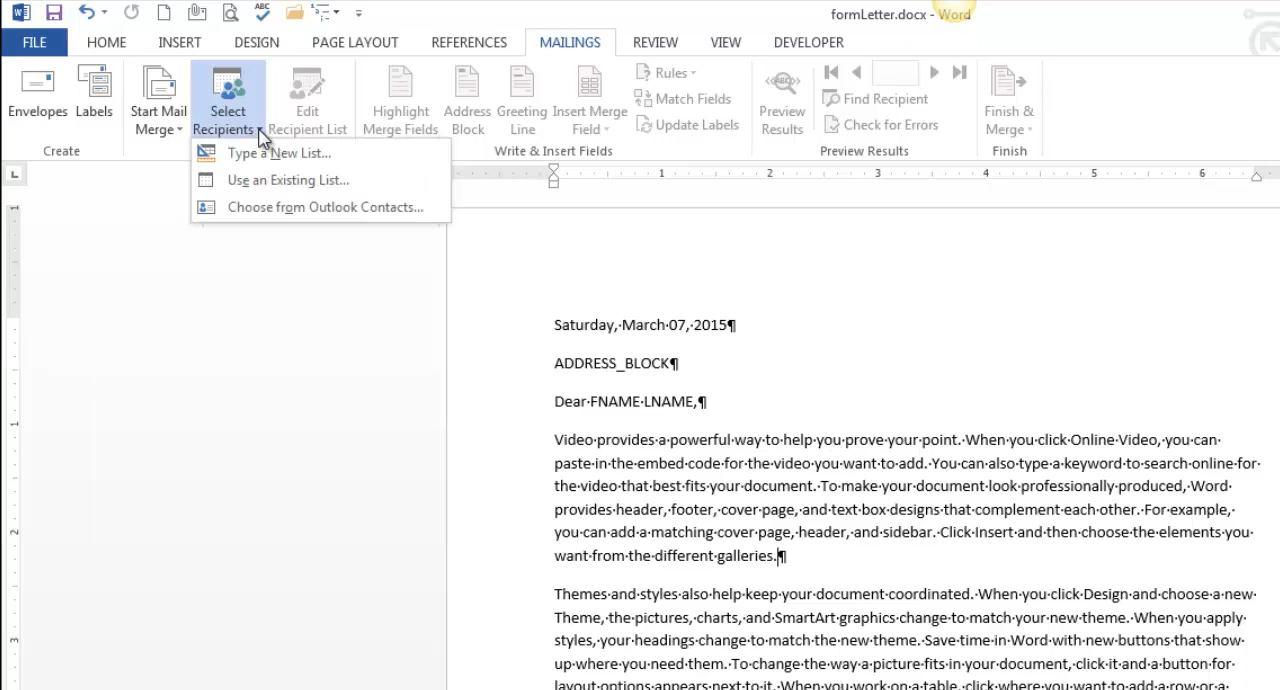 formLetter.docx - Word
FILE HOME INSERT DESIGN PAGE LAYOUT REFERENCES MAILINGS REVIEW VIEW DEVELOPER
Envelopes
Labels
Start Mail
Merge
Select
Recipients
Edit
Recipient List
Highlight
Merge Fields
Address
Block
Greeting
Line
Insert Merge
Field
Rules
Match Fields
Update Labels
Preview
Results
Find Recipient
Check for Errors
Finish &
Merge
Create
Write & Insert Fields
Preview Results
Finish
Type a New List...
Use an Existing List...
Choose from Outlook Contacts...
1 2 3 4 5 6
1
1
2
3
Saturday,·March·07,·2015¶
ADDRESS_BLOCK¶
Dear·FNAME·LNAME,¶
Video·provides·a·powerful·way·to·help·you·prove·your·point.·When·you·click·Online·Video,·you·can·
paste·in·the·embed·code·for·the·video·you·want·to·add.·You·can·also·type·a·keyword·to·search·online·for·
the·video·that·best·fits·your·document.·To·make·your·document·look·professionally·produced,·Word·
provides·header,·footer,·cover·page,·and·text·box·designs·that·complement·each·other.·For·example,·
you·can·add·a·matching·cover·page,·header,·and·sidebar.·Click·Insert·and·then·choose·the·elements·you·
want·from·the·different·galleries.¶
Themes·and·styles·also·help·keep·your·document·coordinated.·When·you·click·Design·and·choose·a·new·
Theme,·the·pictures,·charts,·and·SmartArt·graphics·change·to·match·your·new·theme.·When·you·apply·
styles,·your·headings·change·to·match·the·new·theme.·Save·time·in·Word·with·new·buttons·that·show·
up·where·you·need·them.·To·change·the·way·a·picture·fits·in·your·document,·click·it·and·a·button·for·
layout·options·appears·next·to·it.·When·you·work·on·a·table,·click·where·you·want·to·add·a·row·or·a·